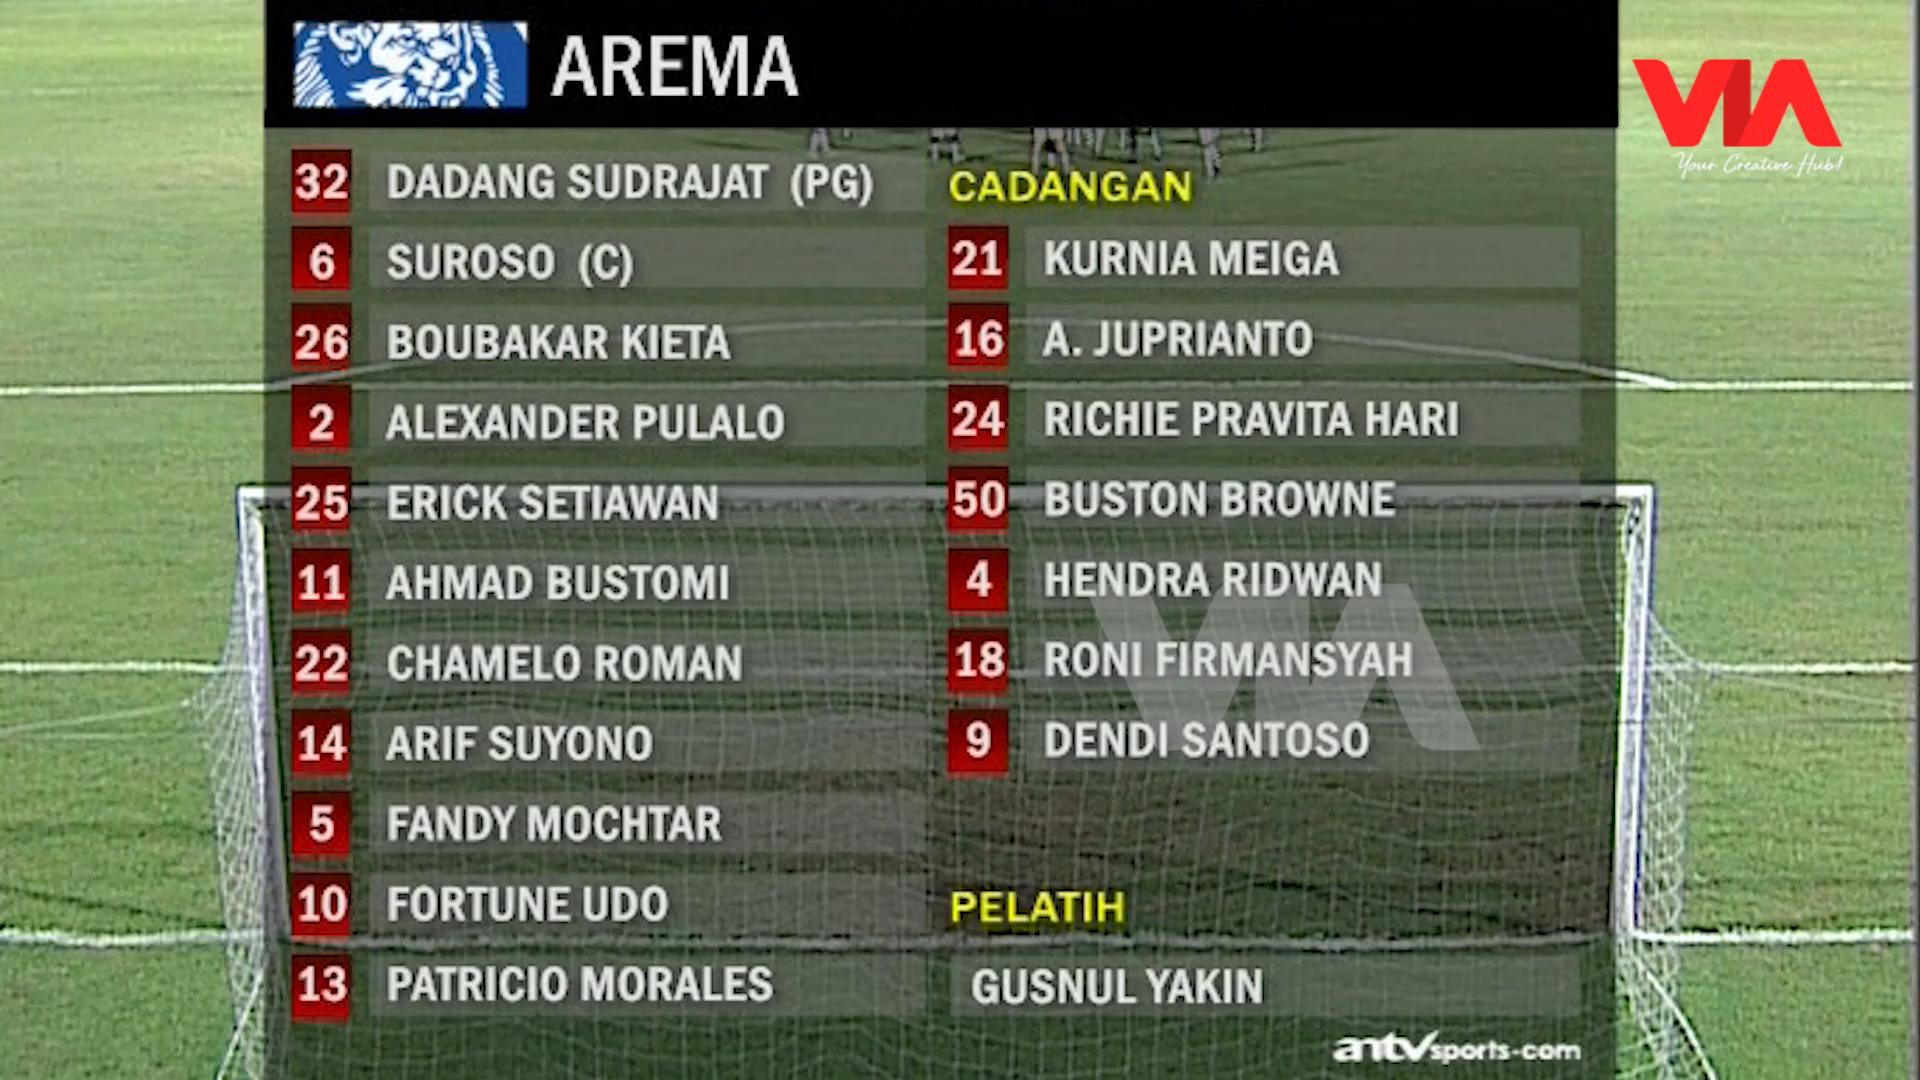 AREMA
VIA
Your Creative Hub!
32 DADANG SUDRAJAT (PG)
6 SUROSO (C)
26 BOUBAKAR KIETA
2 ALEXANDER PULALO
25 ERICK SETIAWAN
11 AHMAD BUSTOMI
22 CHAMELO ROMAN
14 ARIF SUYONO
5 FANDY MOCHTAR
10 FORTUNE UDO
13 PATRICIO MORALES
CADANGAN
21 KURNIA MEIGA
16 A. JUPRIANTO
24 RICHIE PRAVITA HARI
50 BUSTON BROWNE
4 HENDRA RIDWAN
18 RONI FIRMANSYAH
9 DENDI SANTOSO
VIA
PELATIH
GUSNUL YAKIN
antvsports.com